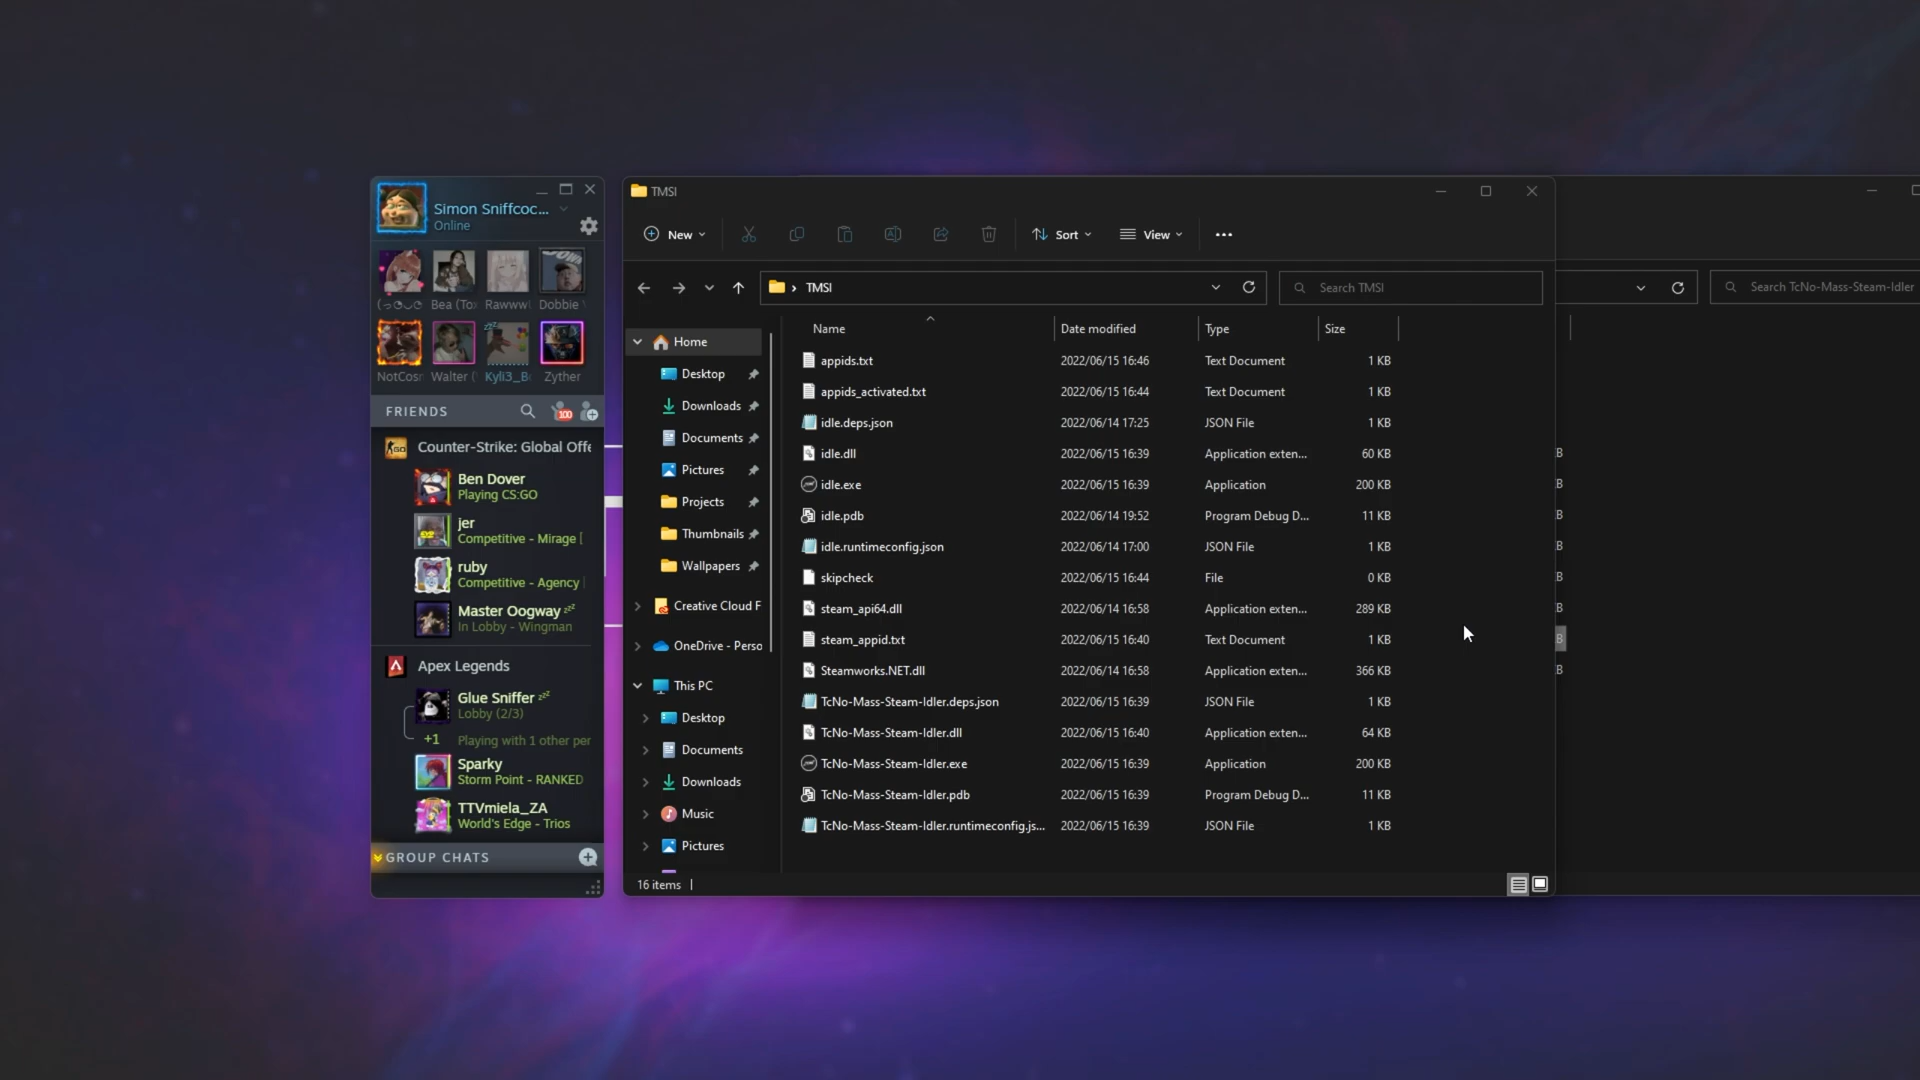 Simon Sniffcoc...
Online
Bea (To
Rawww
Dobbie
NotCos
Walter (
Kyli3_B
Zyther
FRIENDS
100
Counter-Strike: Global Offe
Ben Dover
Playing CS:GO
jer
Competitive - Mirage [
ruby
Competitive - Agency
Master Oogway zzZ
In Lobby - Wingman
Apex Legends
Glue Sniffer zzZ
Lobby (2/3)
+1 Playing with 1 other per
Sparky
Storm Point - RANKED
TTVmiela_ZA
World's Edge - Trios
GROUP CHATS
TMSI
New
Sort
View
TMSI
Search TMSI
Home
Desktop
Downloads
Documents
Pictures
Projects
Thumbnails
Wallpapers
Creative Cloud F
OneDrive - Perso
This PC
Desktop
Documents
Downloads
Music
Pictures
Name Date modified Type Size
appids.txt 2022/06/15 16:46 Text Document 1 KB
appids_activated.txt 2022/06/15 16:44 Text Document 1 KB
idle.deps.json 2022/06/14 17:25 JSON File 1 KB
idle.dll 2022/06/15 16:39 Application exten... 60 KB
idle.exe 2022/06/15 16:39 Application 200 KB
idle.pdb 2022/06/14 19:52 Program Debug D... 11 KB
idle.runtimeconfig.json 2022/06/14 17:00 JSON File 1 KB
skipcheck 2022/06/15 16:44 File 0 KB
steam_api64.dll 2022/06/14 16:58 Application exten... 289 KB
steam_appid.txt 2022/06/15 16:40 Text Document 1 KB
Steamworks.NET.dll 2022/06/14 16:58 Application exten... 366 KB
TcNo-Mass-Steam-Idler.deps.json 2022/06/15 16:39 JSON File 1 KB
TcNo-Mass-Steam-Idler.dll 2022/06/15 16:40 Application exten... 64 KB
TcNo-Mass-Steam-Idler.exe 2022/06/15 16:39 Application 200 KB
TcNo-Mass-Steam-Idler.pdb 2022/06/15 16:39 Program Debug D... 11 KB
TcNo-Mass-Steam-Idler.runtimeconfig.js... 2022/06/15 16:39 JSON File 1 KB
16 items
Search TcNo-Mass-Steam-Idler
B
B
B
B
B
B
B
B